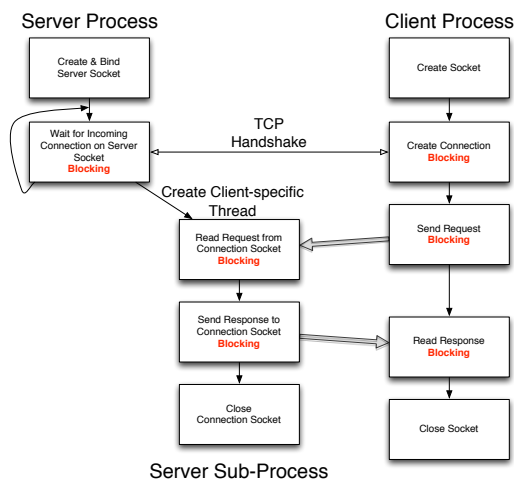 Server Process
Client Process
Create & Bind
Server Socket
Create Socket
TCP
Handshake
Wait for Incoming
Connection on Server
Socket
Blocking
Create Connection
Blocking
Create Client-specific
Thread
Read Request from
Connection Socket
Blocking
Send Request
Blocking
Send Response to
Connection Socket
Blocking
Read Response
Blocking
Close
Connection Socket
Close Socket
Server Sub-Process